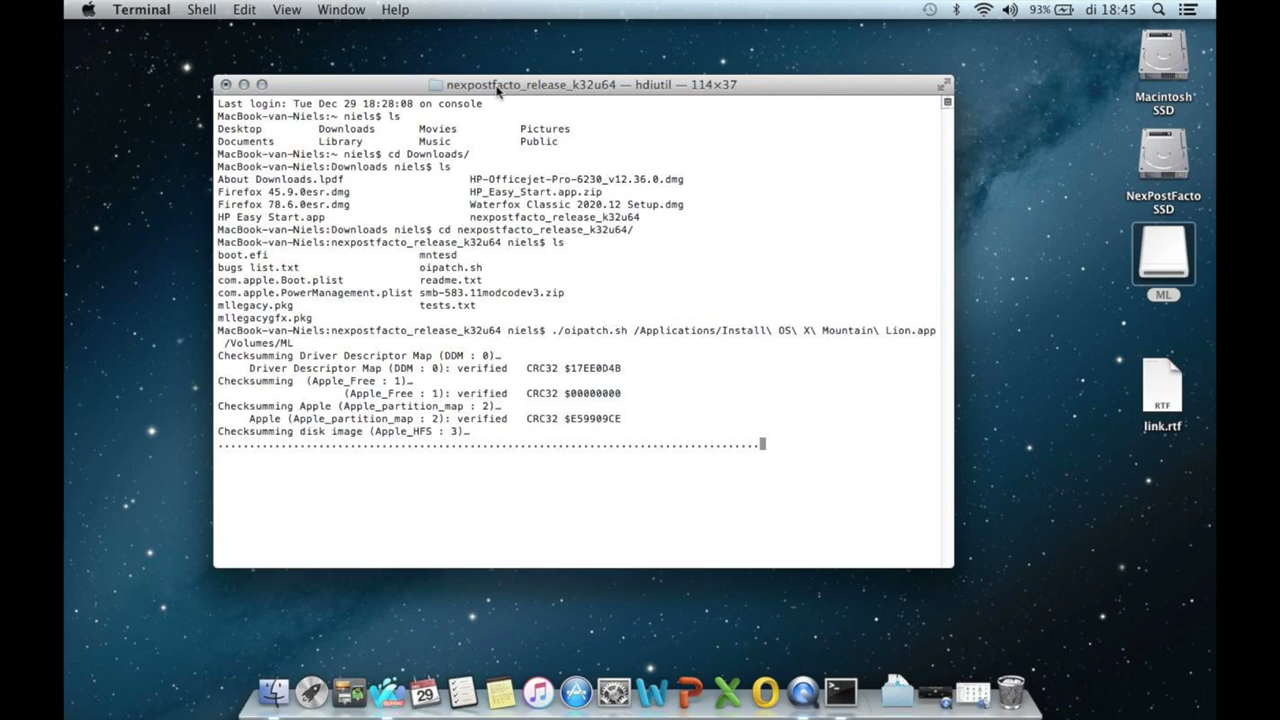 Terminal Shell Edit View Window Help 93% di 18:45
nexpostfacto_release_k32u64 — hdiutil — 114×37
Last login: Tue Dec 29 18:28:08 on console
MacBook-van-Niels:~ niels$ ls
Desktop Downloads Movies Pictures
Documents Library Music Public
MacBook-van-Niels:~ niels$ cd Downloads/
MacBook-van-Niels:Downloads niels$ ls
About Downloads.lpdf HP-Officejet-Pro-6230_v12.36.0.dmg
Firefox 45.9.0esr.dmg HP_Easy_Start.app.zip
Firefox 78.6.0esr.dmg Waterfox Classic 2020.12 Setup.dmg
HP Easy Start.app nexpostfacto_release_k32u64
MacBook-van-Niels:Downloads niels$ cd nexpostfacto_release_k32u64/
MacBook-van-Niels:nexpostfacto_release_k32u64 niels$ ls
boot.efi mntesd
bugs list.txt oipatch.sh
com.apple.Boot.plist readme.txt
com.apple.PowerManagement.plist smb-583.11modcodev3.zip
mllegacy.pkg tests.txt
mllegacygfx.pkg
MacBook-van-Niels:nexpostfacto_release_k32u64 niels$ ./oipatch.sh /Applications/Install\ OS\ X\ Mountain\ Lion.app
/Volumes/ML
Checksumming Driver Descriptor Map (DDM : 0)…
Driver Descriptor Map (DDM : 0): verified CRC32 $17EE0D4B
Checksumming (Apple_Free : 1)…
(Apple_Free : 1): verified CRC32 $00000000
Checksumming Apple (Apple_partition_map : 2)…
Apple (Apple_partition_map : 2): verified CRC32 $E59909CE
Checksumming disk image (Apple_HFS : 3)…
......................................................................................
Macintosh
SSD
NexPostFacto
SSD
ML
RTF
link.rtf
29